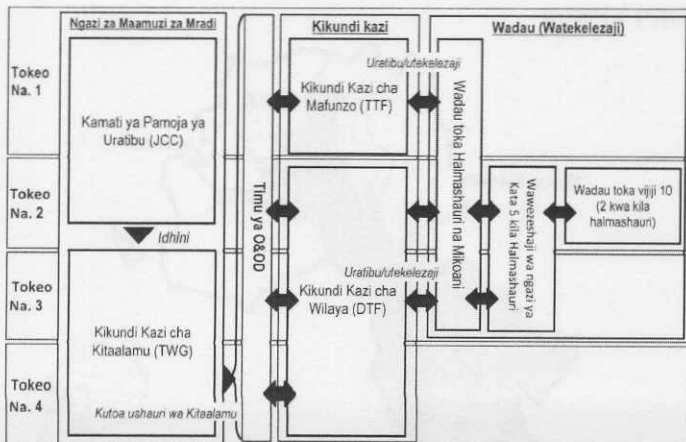 Ngazi za Maamuzi za Mradi
Kikundi kazi
Wadau (Watekelezaji)
Tokeo
Na. 1
Kamati ya Pamoja ya
Uratibu (JCC)
Kikundi Kazi cha
Mafunzo (TTF)
Uratibu/utekelezaji
Tokeo
Na. 2
Idhini
Timu ya O&OD
Wadau toka Halmashauri na Mikoani
Wawezeshaji wa ngazi ya
Kata 5 kila Halmashauri
Wadau toka vijiji 10
(2 kwa kila
halmashauri)
Tokeo
Na. 3
Kikundi Kazi cha
Kitaalamu (TWG)
Uratibu/utekelezaji
Kikundi Kazi cha
Wilaya (DTF)
Tokeo
Na. 4
Kutoa ushauri wa Kitaalamu